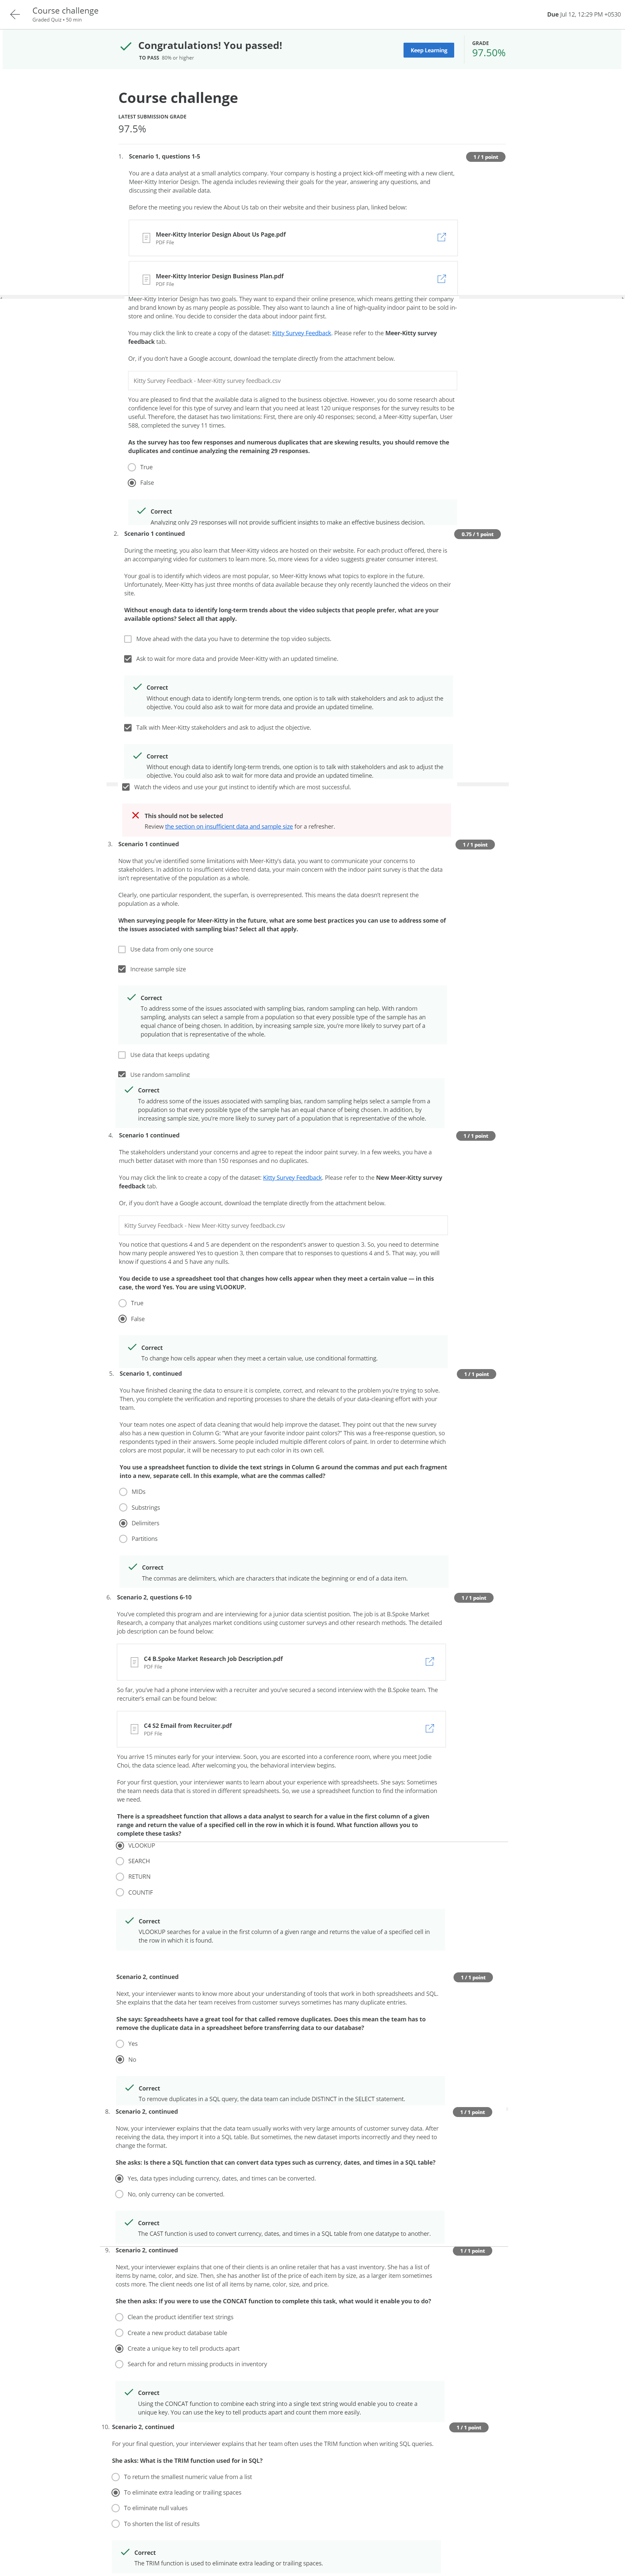 Course challenge
Graded Quiz • 50 min
Due Jul 12, 12:29 PM +0530
Congratulations! You passed!
TO PASS 80% or higher
Keep Learning
GRADE
97.50%
Course challenge
LATEST SUBMISSION GRADE
97.5%
1. Scenario 1, questions 1-5
1 / 1 point
You are a data analyst at a small analytics company. Your company is hosting a project kick-off meeting with a new client,
Meer-Kitty Interior Design. The agenda includes reviewing their goals for the year, answering any questions, and
discussing their available data.
Before the meeting you review the About Us tab on their website and their business plan, linked below:
Meer-Kitty Interior Design About Us Page.pdf
PDF File
Meer-Kitty Interior Design Business Plan.pdf
PDF File
Meer-Kitty Interior Design has two goals. They want to expand their online presence, which means getting their company
and brand known by as many people as possible. They also want to launch a line of high-quality indoor paint to be sold in-
store and online. You decide to consider the data about indoor paint first.
You may click the link to create a copy of the dataset: Kitty Survey Feedback. Please refer to the Meer-Kitty survey
feedback tab.
Or, if you don't have a Google account, download the template directly from the attachment below.
Kitty Survey Feedback - Meer-Kitty survey feedback.csv
You are pleased to find that the available data is aligned to the business objective. However, you do some research about
confidence level for this type of survey and learn that you need at least 120 unique responses for the survey results to be
useful. Therefore, the dataset has two limitations: First, there are only 40 responses; second, a Meer-Kitty superfan, User
588, completed the survey 11 times.
As the survey has too few responses and numerous duplicates that are skewing results, you should remove the
duplicates and continue analyzing the remaining 29 responses.
True
False
Correct
Analyzing only 29 responses will not provide sufficient insights to make an effective business decision.
2. Scenario 1 continued
0.75 / 1 point
During the meeting, you also learn that Meer-Kitty videos are hosted on their website. For each product offered, there is
an accompanying video for customers to learn more. So, more views for a video suggests greater consumer interest.
Your goal is to identify which videos are most popular, so Meer-Kitty knows what topics to explore in the future.
Unfortunately, Meer-Kitty has just three months of data available because they only recently launched the videos on their
site.
Without enough data to identify long-term trends about the video subjects that people prefer, what are your
available options? Select all that apply.
Move ahead with the data you have to determine the top video subjects.
Ask to wait for more data and provide Meer-Kitty with an updated timeline.
Correct
Without enough data to identify long-term trends, one option is to talk with stakeholders and ask to adjust the
objective. You could also ask to wait for more data and provide an updated timeline.
Talk with Meer-Kitty stakeholders and ask to adjust the objective.
Correct
Without enough data to identify long-term trends, one option is to talk with stakeholders and ask to adjust the
objective. You could also ask to wait for more data and provide an updated timeline.
Watch the videos and use your gut instinct to identify which are most successful.
This should not be selected
Review the section on insufficient data and sample size for a refresher.
3. Scenario 1 continued
1 / 1 point
Now that you've identified some limitations with Meer-Kitty's data, you want to communicate your concerns to
stakeholders. In addition to insufficient video trend data, your main concern with the indoor paint survey is that the data
isn't representative of the population as a whole.
Clearly, one particular respondent, the superfan, is overrepresented. This means the data doesn't represent the
population as a whole.
When surveying people for Meer-Kitty in the future, what are some best practices you can use to address some of
the issues associated with sampling bias? Select all that apply.
Use data from only one source
Increase sample size
Correct
To address some of the issues associated with sampling bias, random sampling can help. With random
sampling, analysts can select a sample from a population so that every possible type of the sample has an
equal chance of being chosen. In addition, by increasing sample size, you're more likely to survey part of a
population that is representative of the whole.
Use data that keeps updating
Use random sampling
Correct
To address some of the issues associated with sampling bias, random sampling helps select a sample from a
population so that every possible type of the sample has an equal chance of being chosen. In addition, by
increasing sample size, you're more likely to survey part of a population that is representative of the whole.
4. Scenario 1 continued
1 / 1 point
The stakeholders understand your concerns and agree to repeat the indoor paint survey. In a few weeks, you have a
much better dataset with more than 150 responses and no duplicates.
You may click the link to create a copy of the dataset: Kitty Survey Feedback. Please refer to the New Meer-Kitty survey
feedback tab.
Or, if you don't have a Google account, download the template directly from the attachment below.
Kitty Survey Feedback - New Meer-Kitty survey feedback.csv
You notice that questions 4 and 5 are dependent on the respondent's answer to question 3. So, you need to determine
how many people answered Yes to question 3, then compare that to responses to questions 4 and 5. That way, you will
know if questions 4 and 5 have any nulls.
You decide to use a spreadsheet tool that changes how cells appear when they meet a certain value — in this
case, the word Yes. You are using VLOOKUP.
True
False
Correct
To change how cells appear when they meet a certain value, use conditional formatting.
5. Scenario 1, continued
1 / 1 point
You have finished cleaning the data to ensure it is complete, correct, and relevant to the problem you're trying to solve.
Then, you complete the verification and reporting processes to share the details of your data-cleaning effort with your
team.
Your team notes one aspect of data cleaning that would help improve the dataset. They point out that the new survey
also has a new question in Column G: "What are your favorite indoor paint colors?" This was a free-response question, so
respondents typed in their answers. Some people included multiple different colors of paint. In order to determine which
colors are most popular, it will be necessary to put each color in its own cell.
You use a spreadsheet function to divide the text strings in Column G around the commas and put each fragment
into a new, separate cell. In this example, what are the commas called?
MIDs
Substrings
Delimiters
Partitions
Correct
The commas are delimiters, which are characters that indicate the beginning or end of a data item.
6. Scenario 2, questions 6-10
1 / 1 point
You've completed this program and are interviewing for a junior data scientist position. The job is at B.Spoke Market
Research, a company that analyzes market conditions using customer surveys and other research methods. The detailed
job description can be found below:
C4 B.Spoke Market Research Job Description.pdf
PDF File
So far, you've had a phone interview with a recruiter and you've secured a second interview with the B.Spoke team. The
recruiter's email can be found below:
C4 S2 Email from Recruiter.pdf
PDF File
You arrive 15 minutes early for your interview. Soon, you are escorted into a conference room, where you meet Jodie
Choi, the data science lead. After welcoming you, the behavioral interview begins.
For your first question, your interviewer wants to learn about your experience with spreadsheets. She says: Sometimes
the team needs data that is stored in different spreadsheets. So, we use a spreadsheet function to find the information
we need.
There is a spreadsheet function that allows a data analyst to search for a value in the first column of a given
range and return the value of a specified cell in the row in which it is found. What function allows you to
complete these tasks?
VLOOKUP
SEARCH
RETURN
COUNTIF
Correct
VLOOKUP searches for a value in the first column of a given range and returns the value of a specified cell in
the row in which it is found.
Scenario 2, continued
1 / 1 point
Next, your interviewer wants to know more about your understanding of tools that work in both spreadsheets and SQL.
She explains that the data her team receives from customer surveys sometimes has many duplicate entries.
She says: Spreadsheets have a great tool for that called remove duplicates. Does this mean the team has to
remove the duplicate data in a spreadsheet before transferring data to our database?
Yes
No
Correct
To remove duplicates in a SQL query, the data team can include DISTINCT in the SELECT statement.
8. Scenario 2, continued
1 / 1 point
Now, your interviewer explains that the data team usually works with very large amounts of customer survey data. After
receiving the data, they import it into a SQL table. But sometimes, the new dataset imports incorrectly and they need to
change the format.
She asks: Is there a SQL function that can convert data types such as currency, dates, and times in a SQL table?
Yes, data types including currency, dates, and times can be converted.
No, only currency can be converted.
Correct
The CAST function is used to convert currency, dates, and times in a SQL table from one datatype to another.
9. Scenario 2, continued
1 / 1 point
Next, your interviewer explains that one of their clients is an online retailer that has a vast inventory. She has a list of
items by name, color, and size. Then, she has another list of the price of each item by size, as a larger item sometimes
costs more. The client needs one list of all items by name, color, size, and price.
She then asks: If you were to use the CONCAT function to complete this task, what would it enable you to do?
Clean the product identifier text strings
Create a new product database table
Create a unique key to tell products apart
Search for and return missing products in inventory
Correct
Using the CONCAT function to combine each string into a single text string would enable you to create a
unique key. You can use the key to tell products apart and count them more easily.
10. Scenario 2, continued
1 / 1 point
For your final question, your interviewer explains that her team often uses the TRIM function when writing SQL queries.
She asks: What is the TRIM function used for in SQL?
To return the smallest numeric value from a list
To eliminate extra leading or trailing spaces
To eliminate null values
To shorten the list of results
Correct
The TRIM function is used to eliminate extra leading or trailing spaces.